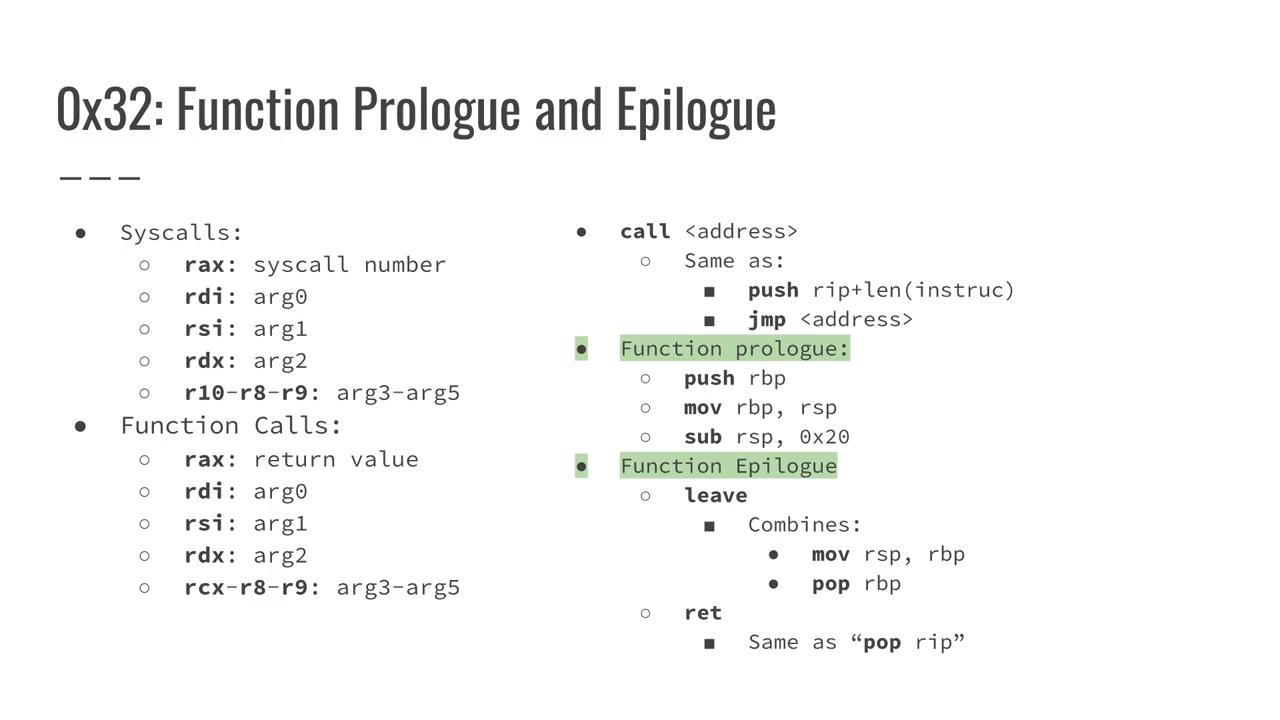 0x32: Function Prologue and Epilogue
● Syscalls:
○ rax: syscall number
○ rdi: arg0
○ rsi: arg1
○ rdx: arg2
○ r10-r8-r9: arg3-arg5
● Function Calls:
○ rax: return value
○ rdi: arg0
○ rsi: arg1
○ rdx: arg2
○ rcx-r8-r9: arg3-arg5
● call <address>
○ Same as:
■ push rip+len(instruc)
■ jmp <address>
● Function prologue:
○ push rbp
○ mov rbp, rsp
○ sub rsp, 0x20
● Function Epilogue
○ leave
■ Combines:
● mov rsp, rbp
● pop rbp
○ ret
■ Same as “pop rip”